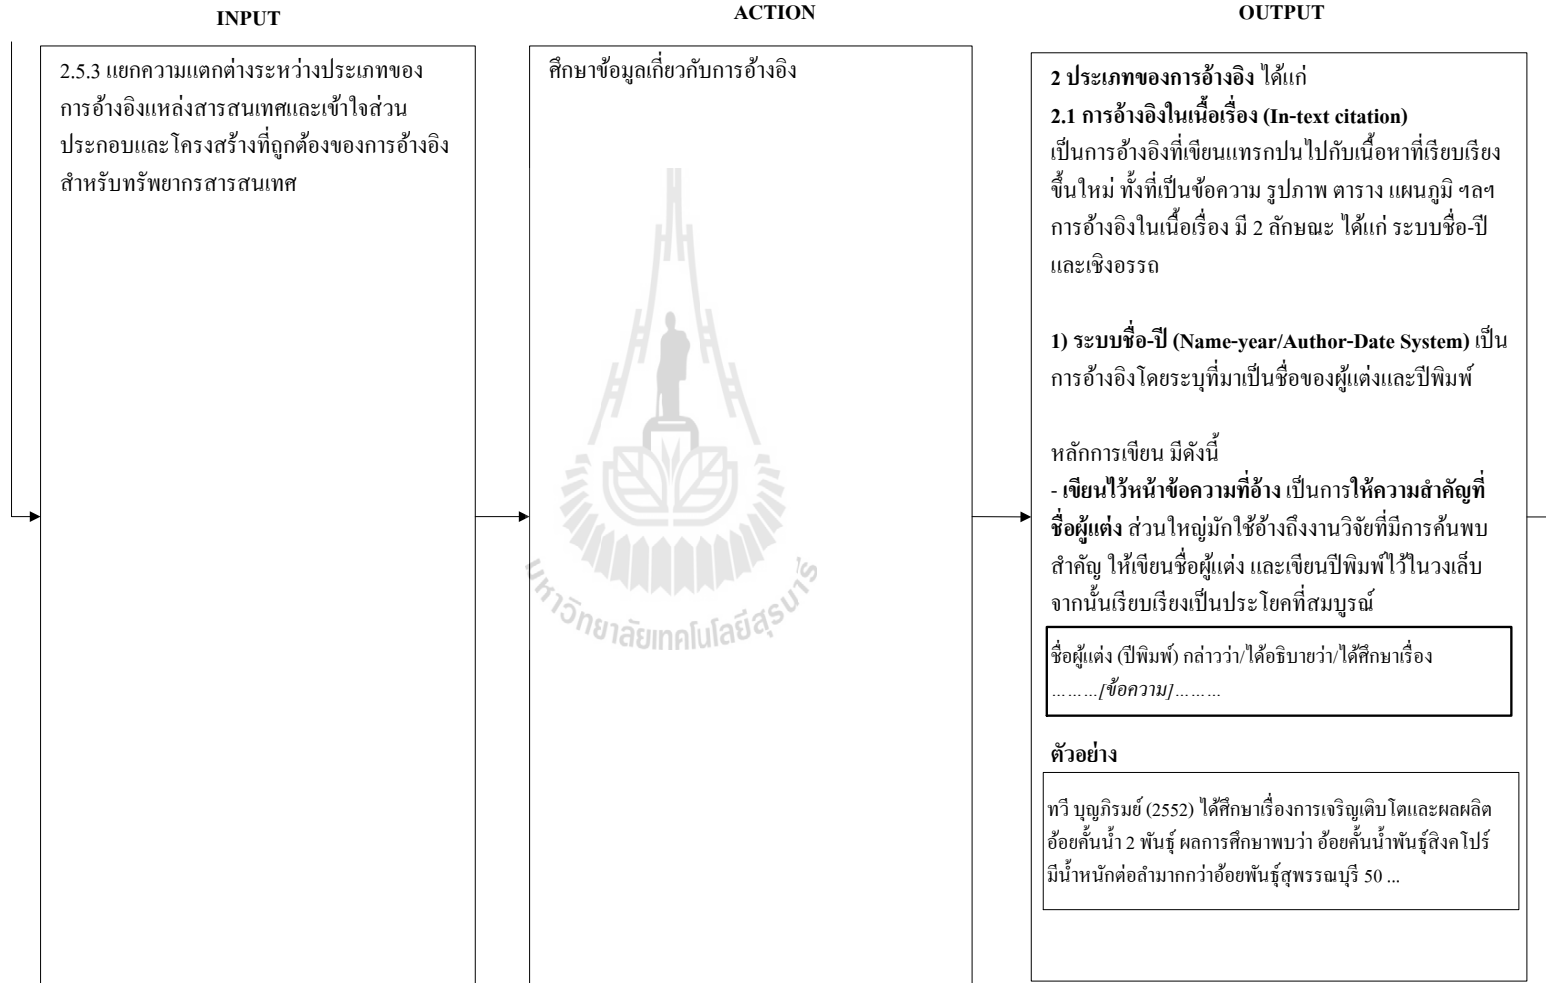 INPUT
ACTION
OUTPUT
2.5.3 แยกความแตกต่างระหว่างประเภทของ
การอ้างอิงแหล่งสารสนเทศและเข้าใจส่วน
ประกอบและโครงสร้างที่ถูกต้องของการอ้างอิง
สำหรับทรัพยากรสารสนเทศ
ศึกษาข้อมูลเกี่ยวกับการอ้างอิง
มหาวิทยาลัยเทคโนโลยีสุรนารี
2 ประเภทของการอ้างอิง ได้แก่
2.1 การอ้างอิงในเนื้อเรื่อง (In-text citation)
เป็นการอ้างอิงที่เขียนแทรกปนไปกับเนื้อหาที่เรียบเรียง
ขึ้นใหม่ ทั้งที่เป็นข้อความ รูปภาพ ตาราง แผนภูมิ ฯลฯ
การอ้างอิงในเนื้อเรื่อง มี 2 ลักษณะ ได้แก่ ระบบชื่อ-ปี
และเชิงอรรถ
1) ระบบชื่อ-ปี (Name-year/Author-Date System) เป็น
การอ้างอิงโดยระบุที่มาเป็นชื่อของผู้แต่งและปีพิมพ์
หลักการเขียน มีดังนี้
- เขียนไว้หน้าข้อความที่อ้าง เป็นการให้ความสำคัญที่
ชื่อผู้แต่ง ส่วนใหญ่มักใช้อ้างถึงงานวิจัยที่มีการค้นพบ
สำคัญ ให้เขียนชื่อผู้แต่ง และเขียนปีพิมพ์ไว้ในวงเล็บ
จากนั้นเรียบเรียงเป็นประโยคที่สมบูรณ์
ชื่อผู้แต่ง (ปีพิมพ์) กล่าวว่า/ได้อธิบายว่า/ได้ศึกษาเรื่อง
………[ข้อความ]………
ตัวอย่าง
ทวี บุญภิรมย์ (2552) ได้ศึกษาเรื่องการเจริญเติบโตและผลผลิต
อ้อยคั้นน้ำ 2 พันธุ์ ผลการศึกษาพบว่า อ้อยคั้นน้ำพันธุ์สิงคโปร์
มีน้ำหนักต่อลำมากกว่าอ้อยพันธุ์สุพรรณบุรี 50 ...